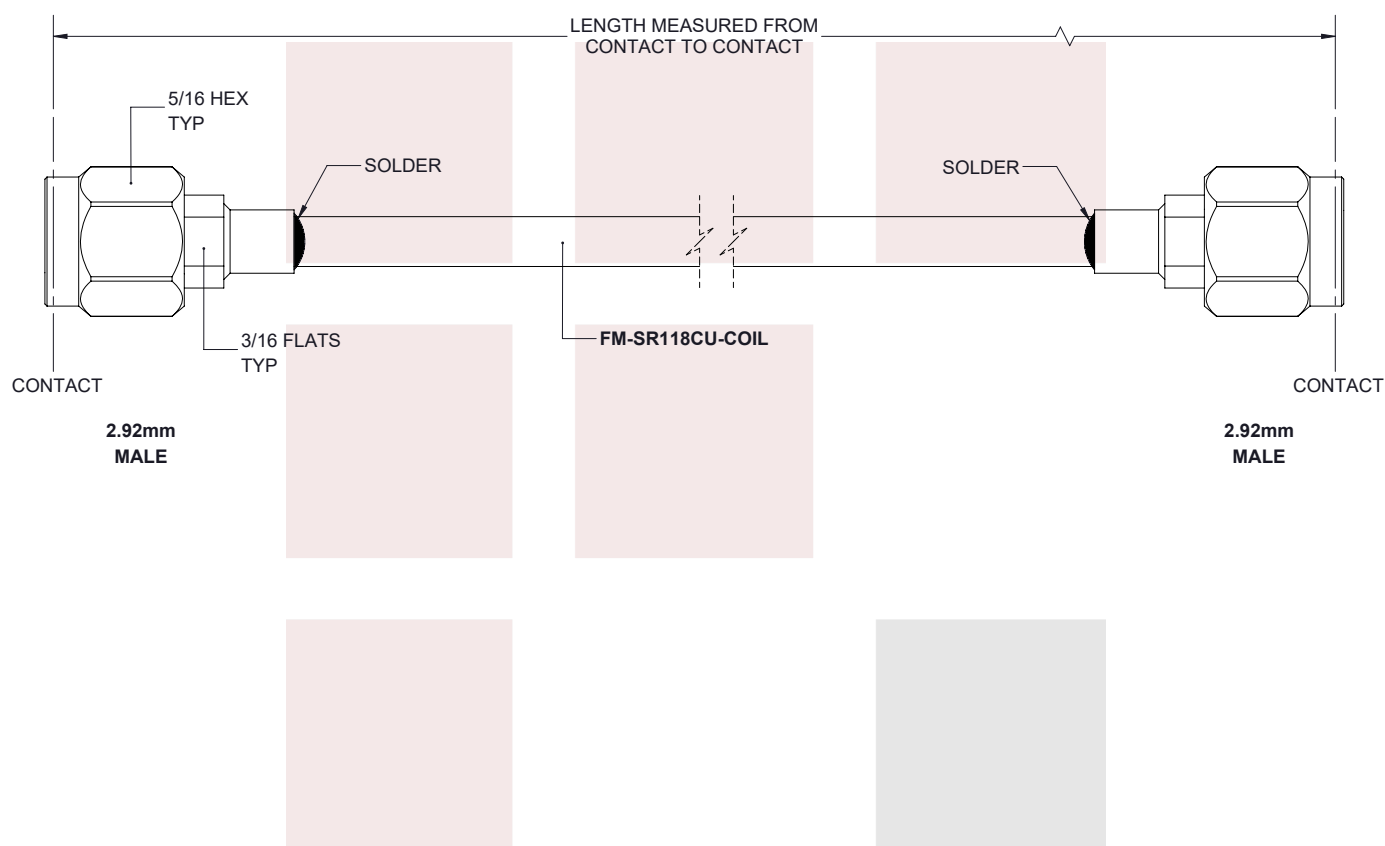 LENGTH MEASURED FROM
CONTACT TO CONTACT
5/16 HEX
TYP
SOLDER
SOLDER
3/16 FLATS
TYP
FM-SR118CU-COIL
CONTACT
CONTACT
2.92mm
MALE
2.92mm
MALE